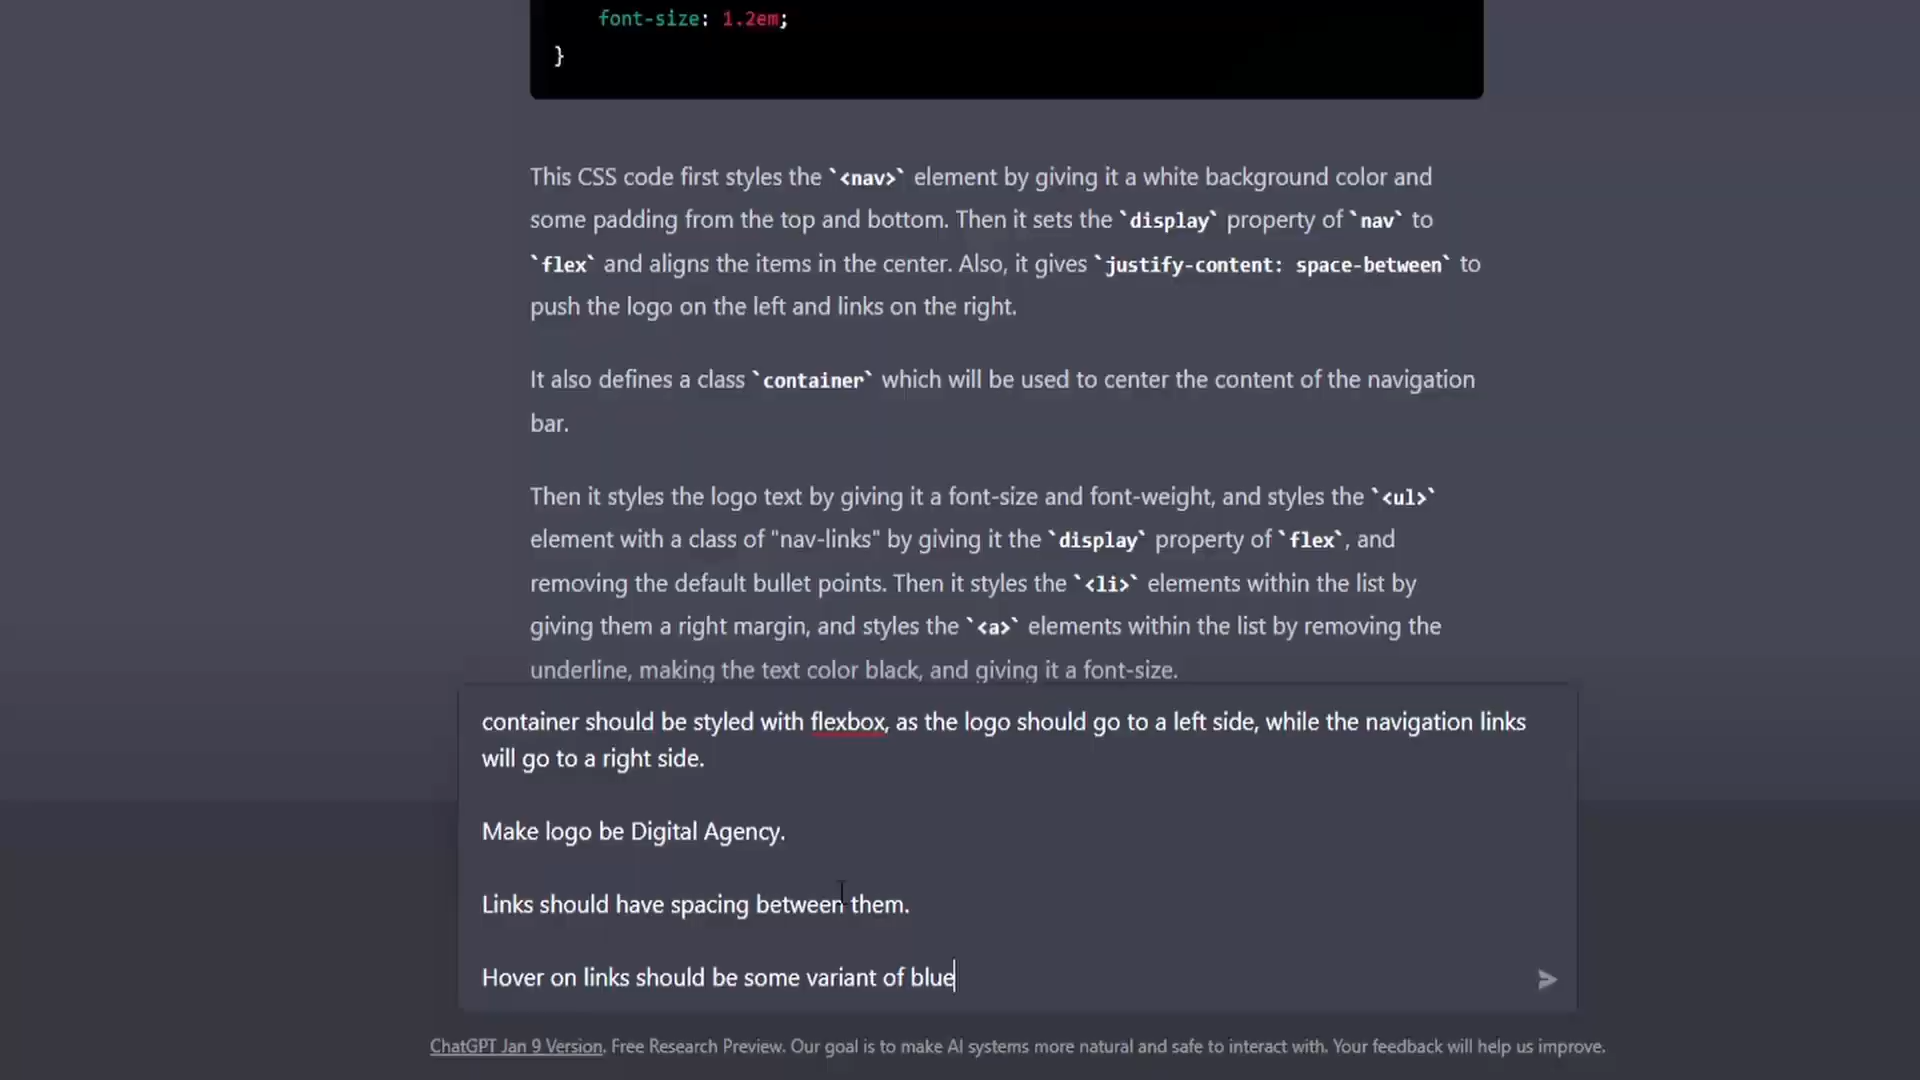 font-size: 1.2em;
}
This CSS code first styles the `<nav>` element by giving it a white background color and
some padding from the top and bottom. Then it sets the `display` property of `nav` to
`flex` and aligns the items in the center. Also, it gives `justify-content: space-between` to
push the logo on the left and links on the right.
It also defines a class `container` which will be used to center the content of the navigation
bar.
Then it styles the logo text by giving it a font-size and font-weight, and styles the `<ul>`
element with a class of "nav-links" by giving it the `display` property of `flex`, and
removing the default bullet points. Then it styles the `<li>` elements within the list by
giving them a right margin, and styles the `<a>` elements within the list by removing the
underline, making the text color black, and giving it a font-size.
container should be styled with flexbox, as the logo should go to a left side, while the navigation links
will go to a right side.
Make logo be Digital Agency.
Links should have spacing between them.
Hover on links should be some variant of blue
ChatGPT Jan 9 Version. Free Research Preview. Our goal is to make AI systems more natural and safe to interact with. Your feedback will help us improve.